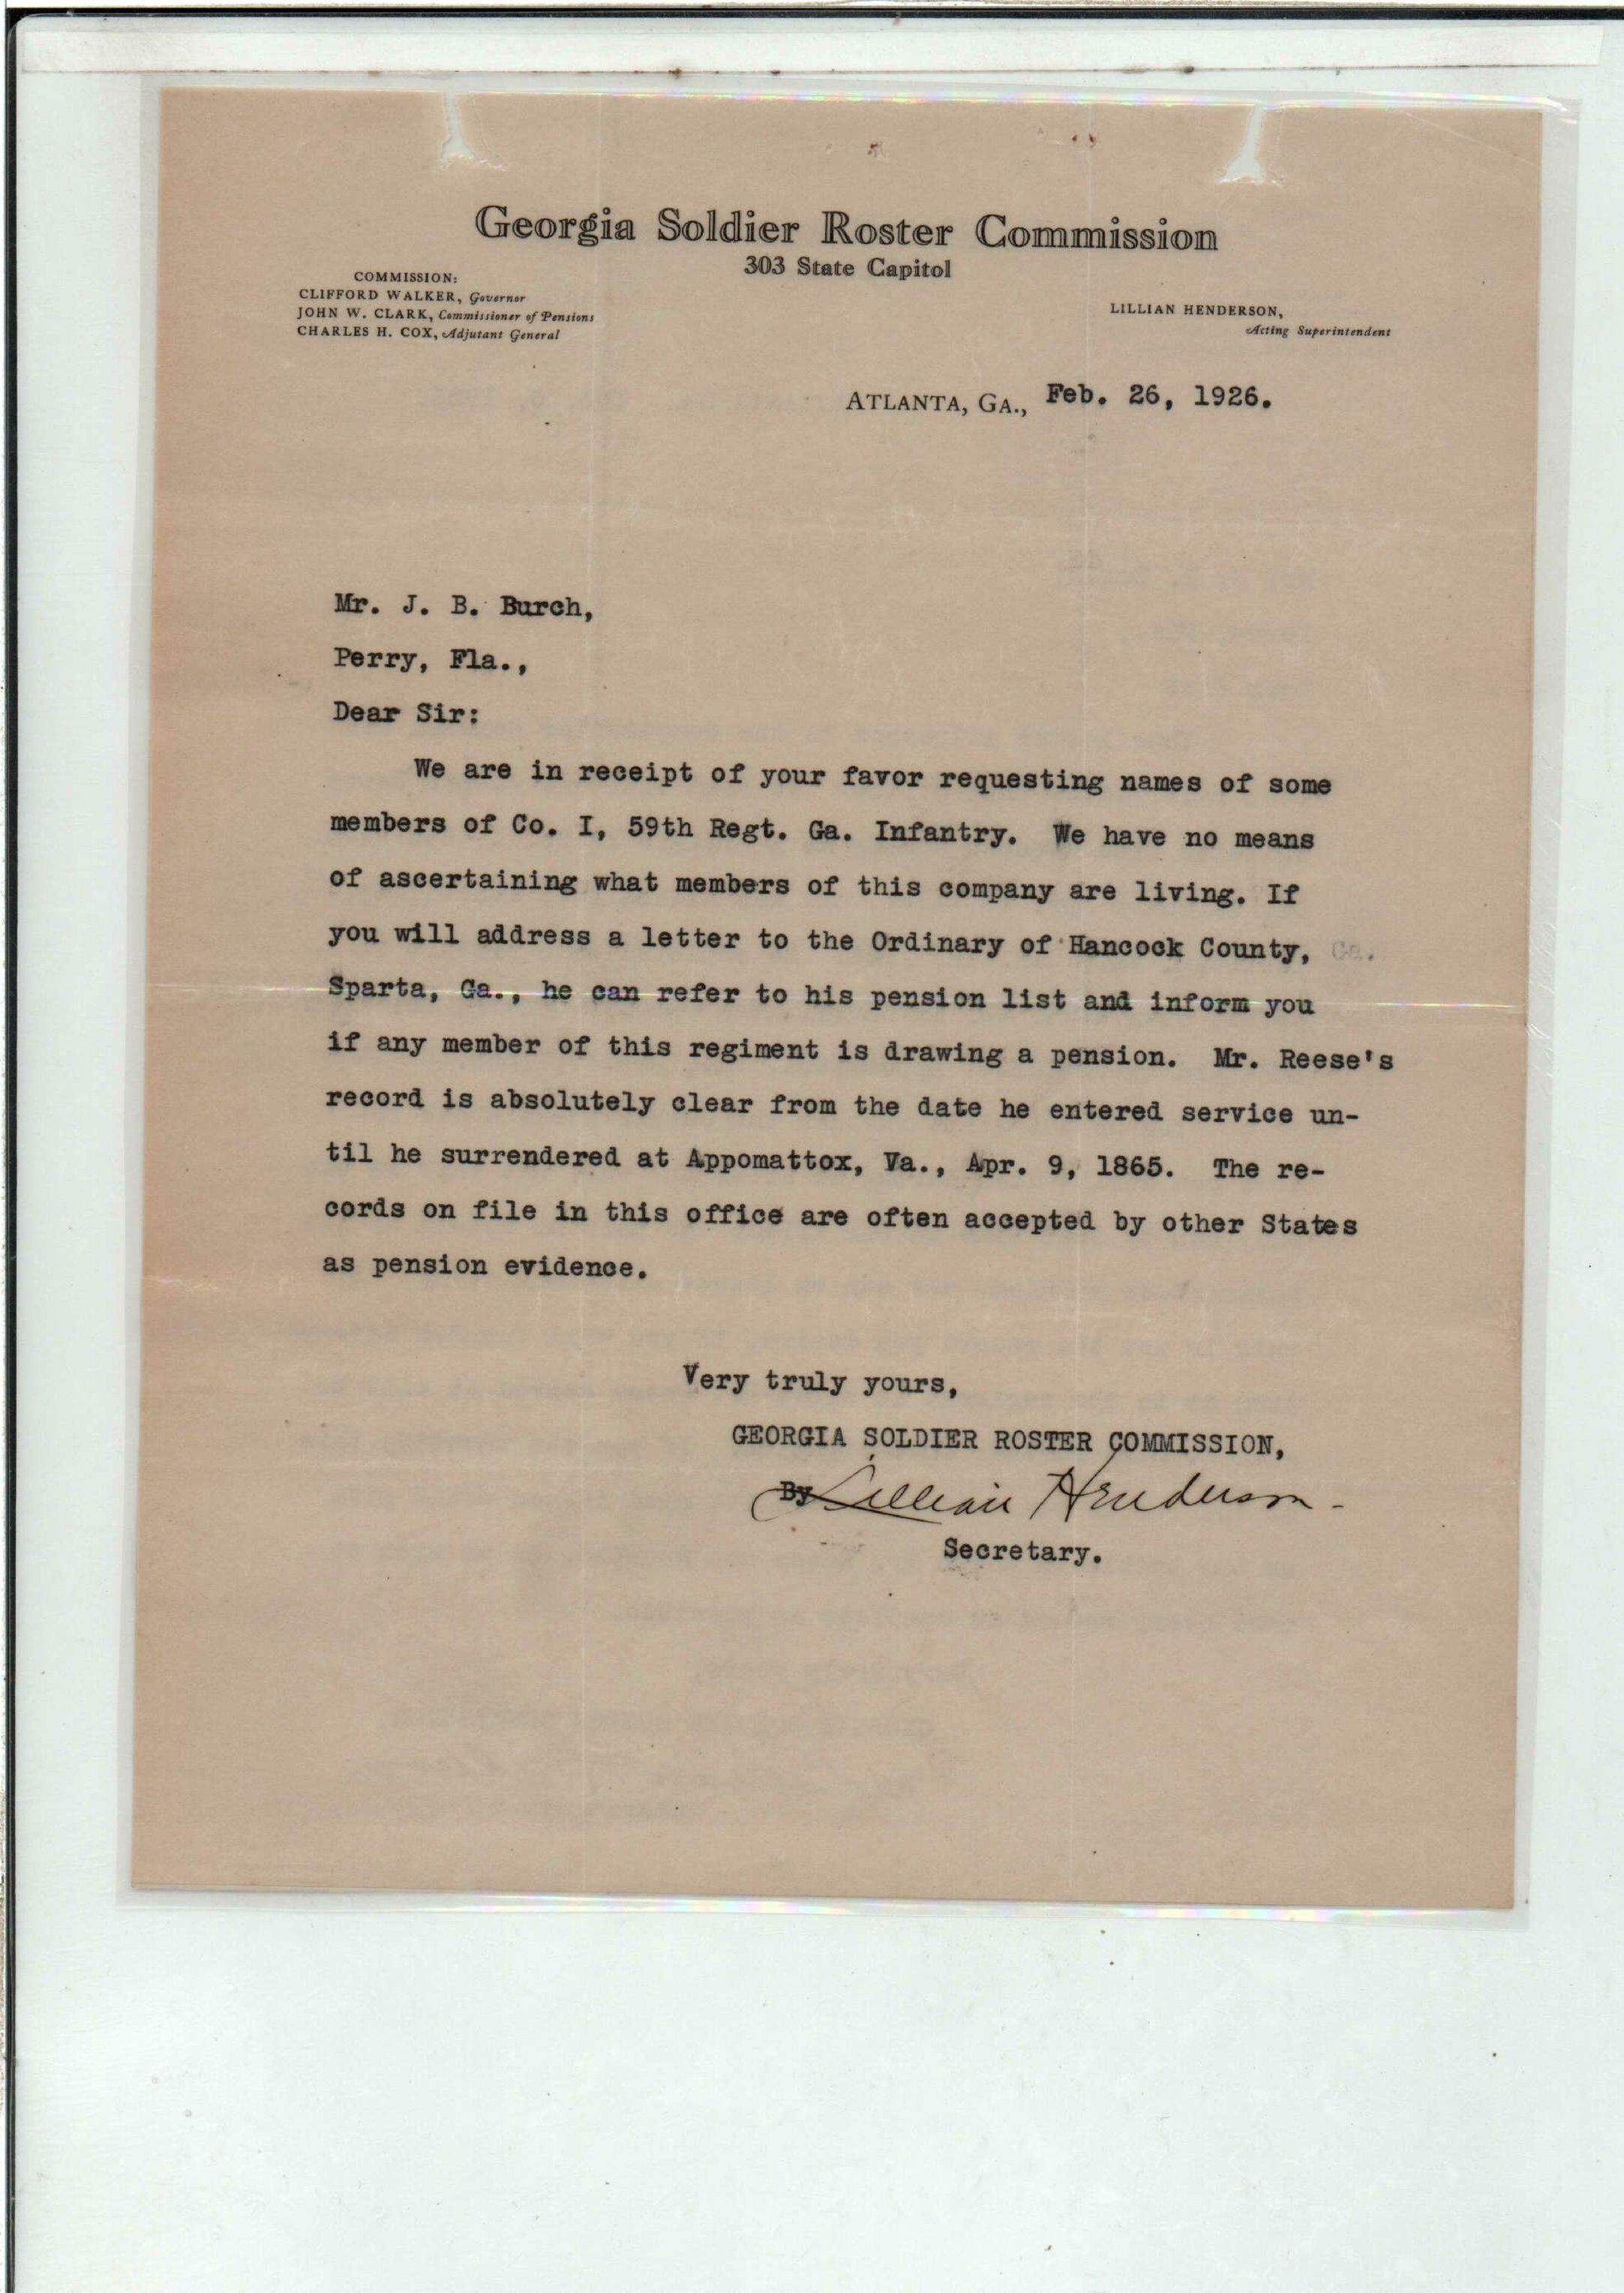 Georgia Soldier Roster Commission
303 State Capitol
COMMISSION:
CLIFFORD WALKER, Governor
JOHN W. CLARK, Commissioner of Pensions
CHARLES H. COX, Adjutant General
LILLIAN HENDERSON,
Acting Superintendent
ATLANTA, GA., Feb. 26, 1926.
Mr. J. B. Burch,
Perry, Fla.,
Dear Sir:
We are in receipt of your favor requesting names of some
members of Co. I, 59th Regt. Ga. Infantry. We have no means
of ascertaining what members of this company are living. If
you will address a letter to the Ordinary of Hancock County, Ga.
Sparta, Ga., he can refer to his pension list and inform you
if any member of this regiment is drawing a pension. Mr. Reese's
record is absolutely clear from the date he entered service un-
til he surrendered at Appomattox, Va., Apr. 9, 1865. The re-
cords on file in this office are often accepted by other States
as pension evidence.
Very truly yours,
GEORGIA SOLDIER ROSTER COMMISSION,
By Lillian Henderson-
Secretary.